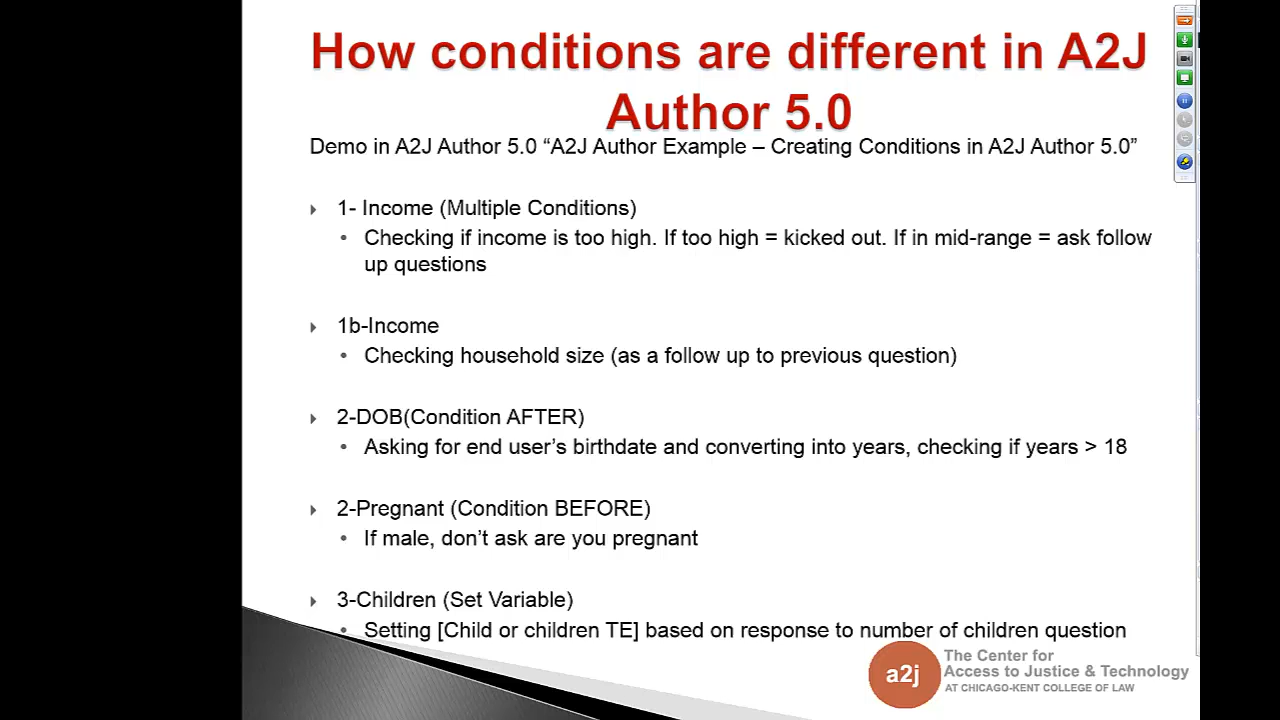 How conditions are different in A2J
Author 5.0
Demo in A2J Author 5.0 “A2J Author Example – Creating Conditions in A2J Author 5.0”
1- Income (Multiple Conditions)
Checking if income is too high. If too high = kicked out. If in mid-range = ask follow
up questions
1b-Income
Checking household size (as a follow up to previous question)
2-DOB(Condition AFTER)
Asking for end user’s birthdate and converting into years, checking if years > 18
2-Pregnant (Condition BEFORE)
If male, don’t ask are you pregnant
3-Children (Set Variable)
Setting [Child or children TE] based on response to number of children question
a2j
The Center for
Access to Justice & Technology
AT CHICAGO-KENT COLLEGE OF LAW